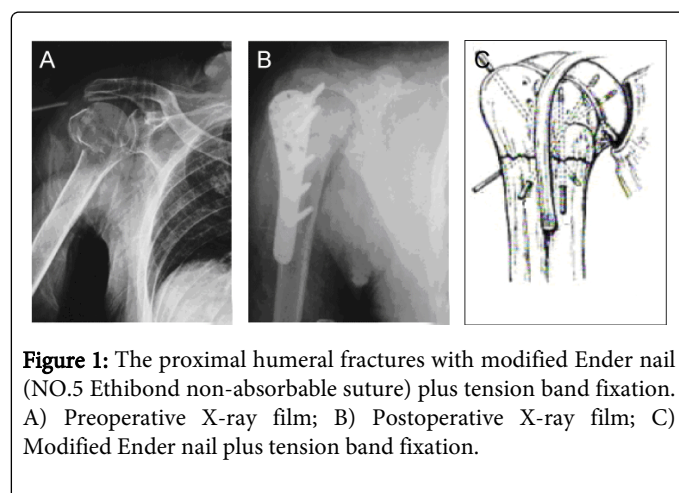 A
B
C
Figure 1: The proximal humeral fractures with modified Ender nail
(NO.5 Ethibond non-absorbable suture) plus tension band fixation.
A) Preoperative X-ray film; B) Postoperative X-ray film; C)
Modified Ender nail plus tension band fixation.